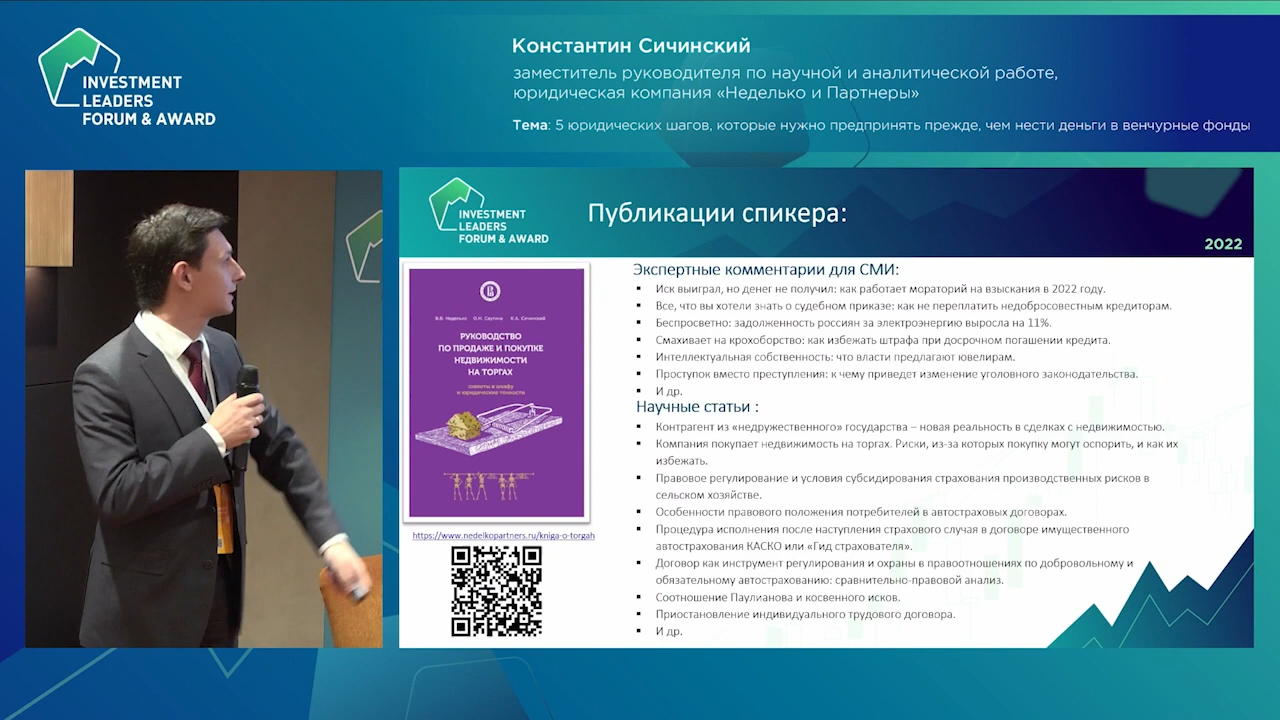 INVESTMENT
LEADERS
FORUM & AWARD
Константин Сичинский
заместитель руководителя по научной и аналитической работе,
юридическая компания «Неделько и Партнеры»
Тема: 5 юридических шагов, которые нужно предпринять прежде, чем нести деньги в венчурные фонды
INVESTMENT
LEADERS
FORUM & AWARD
Публикации спикера:
2022
В.В. Неделько О.Н. Саутина К.А. Сичинский
РУКОВОДСТВО
ПО ПРОДАЖЕ И ПОКУПКЕ
НЕДВИЖИМОСТИ
НА ТОРГАХ
скелеты в шкафу
и юридические тонкости
https://www.nedelkopartners.ru/kniga-o-torgah
Экспертные комментарии для СМИ:
▪ Иск выиграл, но денег не получил: как работает мораторий на взыскания в 2022 году.
▪ Все, что вы хотели знать о судебном приказе: как не переплатить недобросовестным кредиторам.
▪ Беспросветно: задолженность россиян за электроэнергию выросла на 11%.
▪ Смахивает на крохоборство: как избежать штрафа при досрочном погашении кредита.
▪ Интеллектуальная собственность: что власти предлагают ювелирам.
▪ Проступок вместо преступления: к чему приведет изменение уголовного законодательства.
▪ И др.
Научные статьи :
▪ Контрагент из «недружественного» государства – новая реальность в сделках с недвижимостью.
▪ Компания покупает недвижимость на торгах. Риски, из-за которых покупку могут оспорить, и как их
избежать.
▪ Правовое регулирование и условия субсидирования страхования производственных рисков в
сельском хозяйстве.
▪ Особенности правового положения потребителей в автостраховых договорах.
▪ Процедура исполнения после наступления страхового случая в договоре имущественного
автострахования КАСКО или «Гид страхователя».
▪ Договор как инструмент регулирования и охраны в правоотношениях по добровольному и
обязательному автострахованию: сравнительно-правовой анализ.
▪ Соотношение Паулианова и косвенного исков.
▪ Приостановление индивидуального трудового договора.
▪ И др.